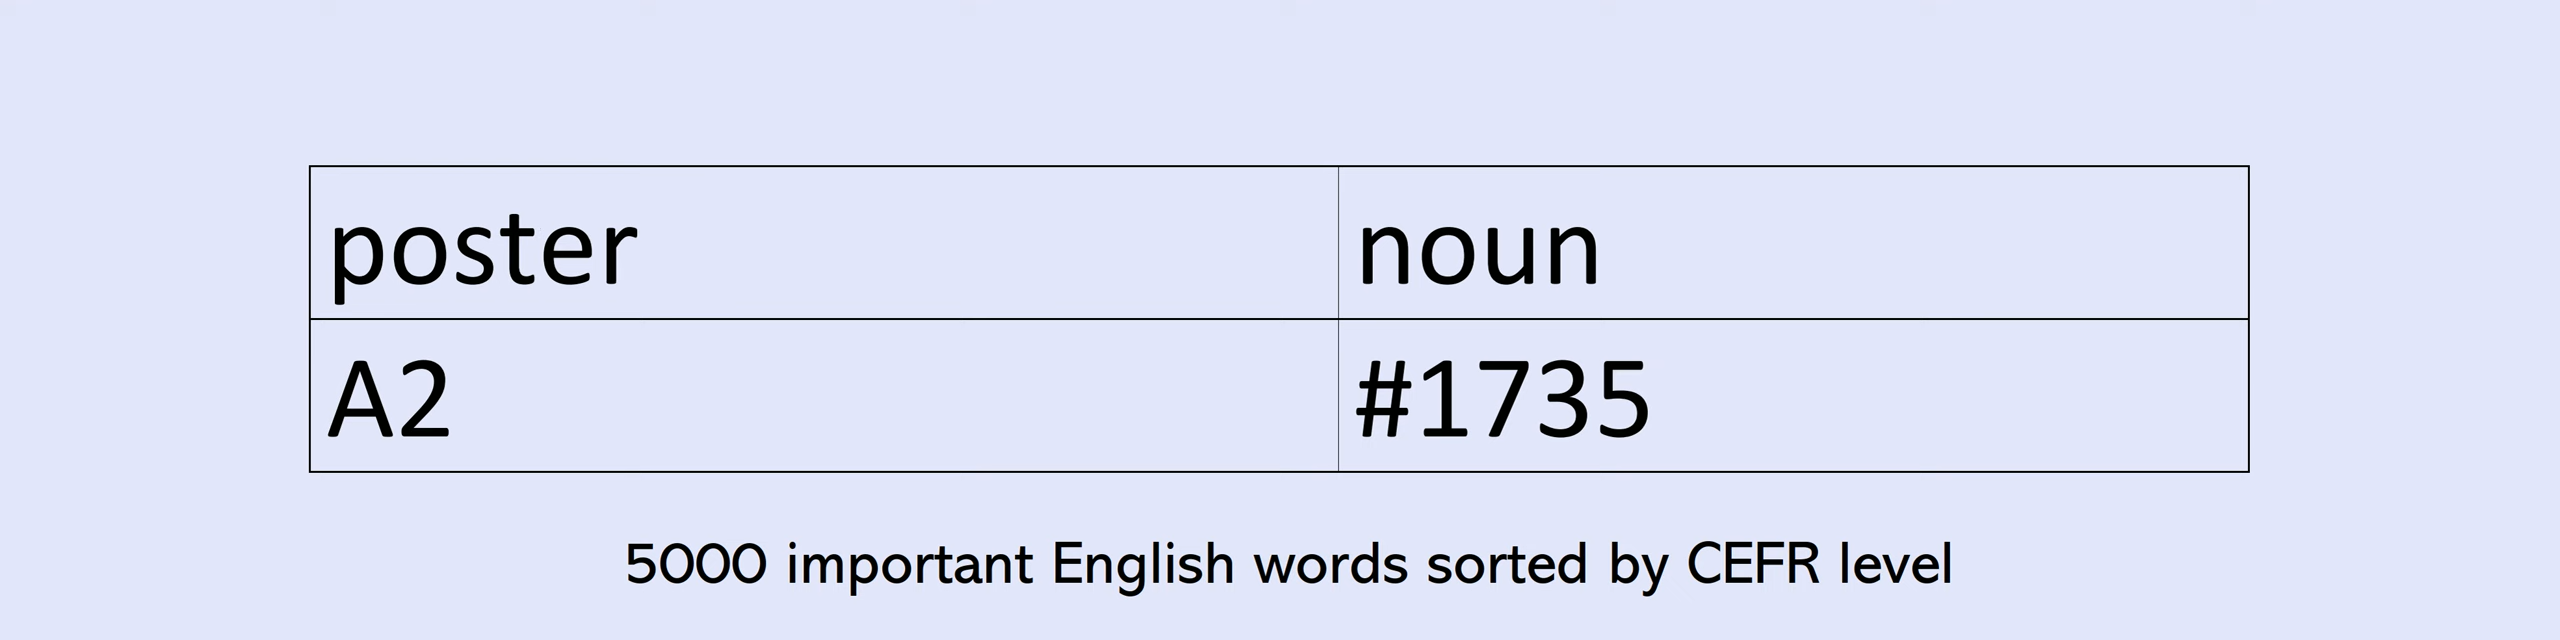 poster noun
A2 #1735
5000 important English words sorted by CEFR level